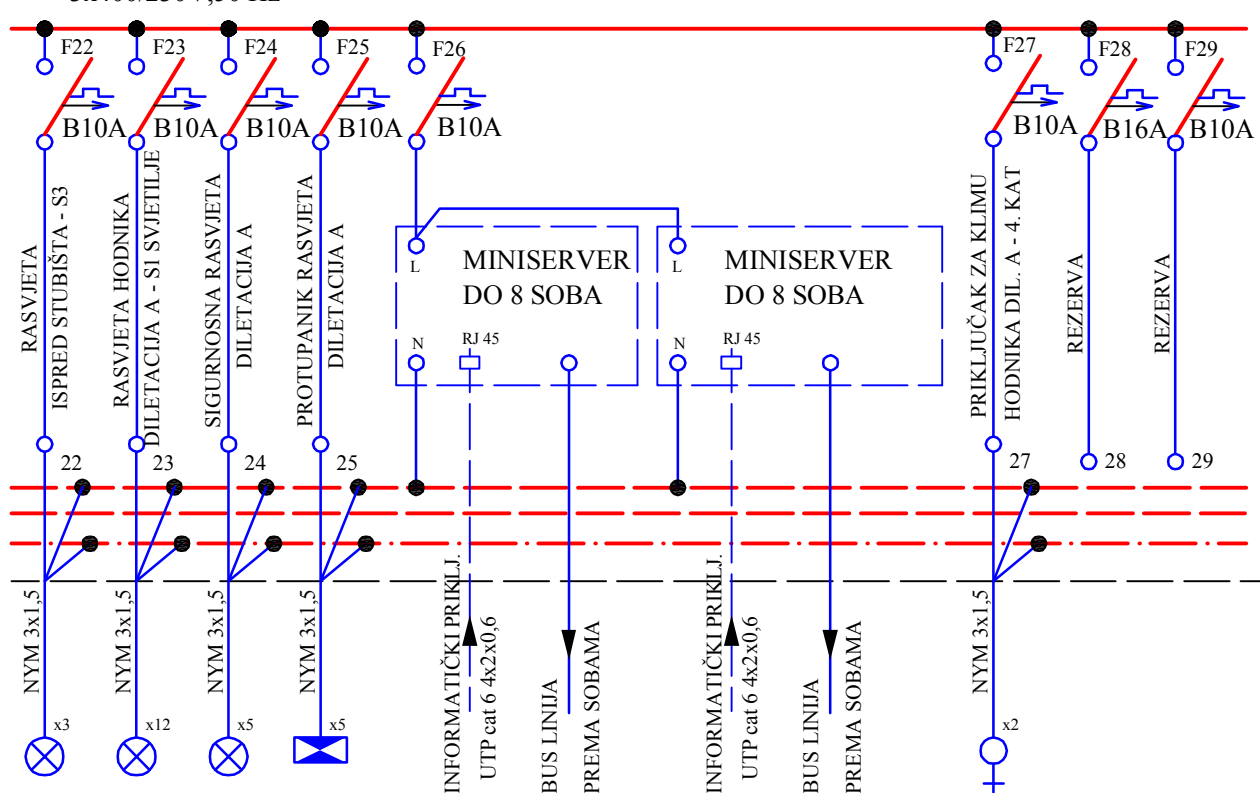 F22
F23
F24
F25
F26
F27
F28
F29
B10A
B10A
B10A
B10A
B10A
B10A
B16A
B10A
RASVJETA
ISPRED STUBIŠTA - S3
RASVJETA HODNIKA
DILETACIJA A - S1 SVJETILJE
SIGURNOSNA RASVJETA
DILETACIJA A
PROTUPANIK RASVJETA
DILETACIJA A
L
MINISERVER
DO 8 SOBA
N
RJ 45
L
MINISERVER
DO 8 SOBA
N
RJ 45
PRIKLJUČAK ZA KLIMU
HODNIKA DIL. A - 4. KAT
REZERVA
REZERVA
22
23
24
25
27
28
29
NYM 3x1,5
NYM 3x1,5
NYM 3x1,5
NYM 3x1,5
INFORMATIČKI PRIKLJ.
UTP cat 6 4x2x0,6
BUS LINIJA
PREMA SOBAMA
INFORMATIČKI PRIKLJ.
UTP cat 6 4x2x0,6
BUS LINIJA
PREMA SOBAMA
NYM 3x1,5
x3
x12
x5
x5
x2